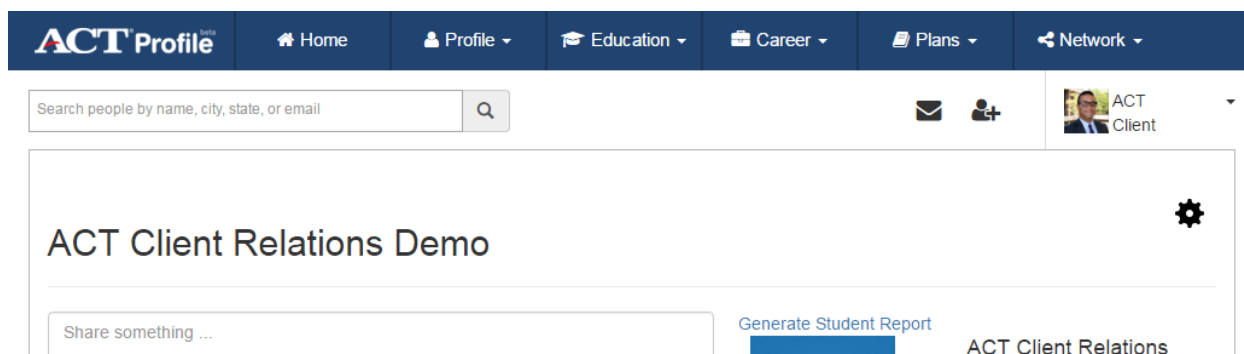 ACT Profile beta Home Profile Education Career Plans Network
Search people by name, city, state, or email
ACT
Client
ACT Client Relations Demo
Share something ...
Generate Student Report
ACT Client Relations